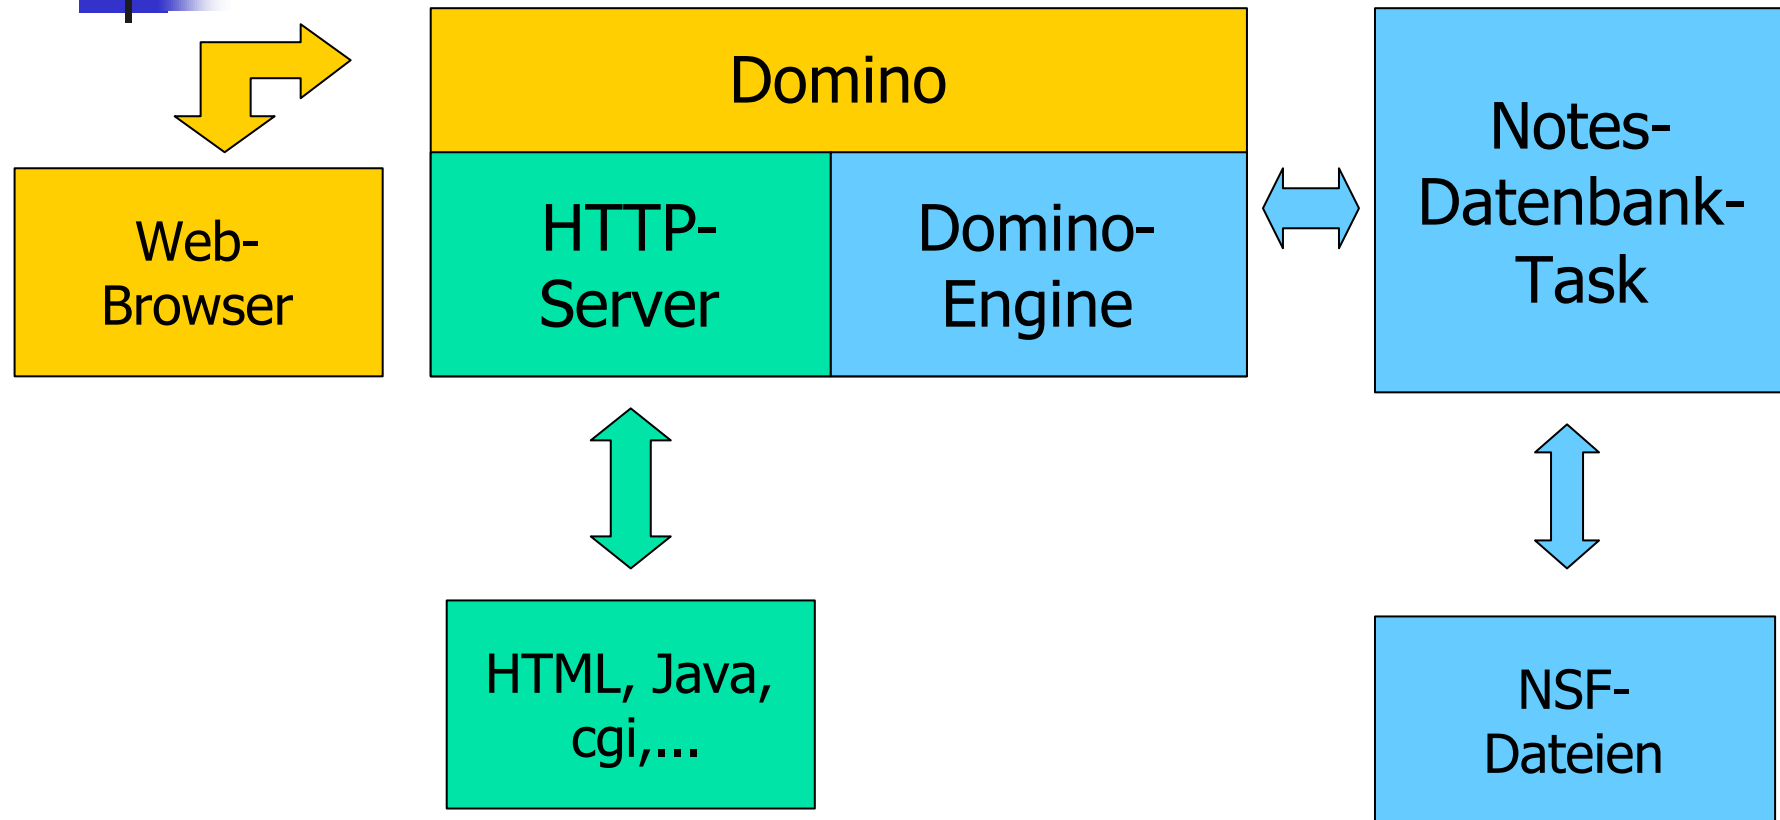 Domino
Web-
Browser
HTTP-
Server
Domino-
Engine
Notes-
Datenbank-
Task
HTML, Java,
cgi,...
NSF-
Dateien